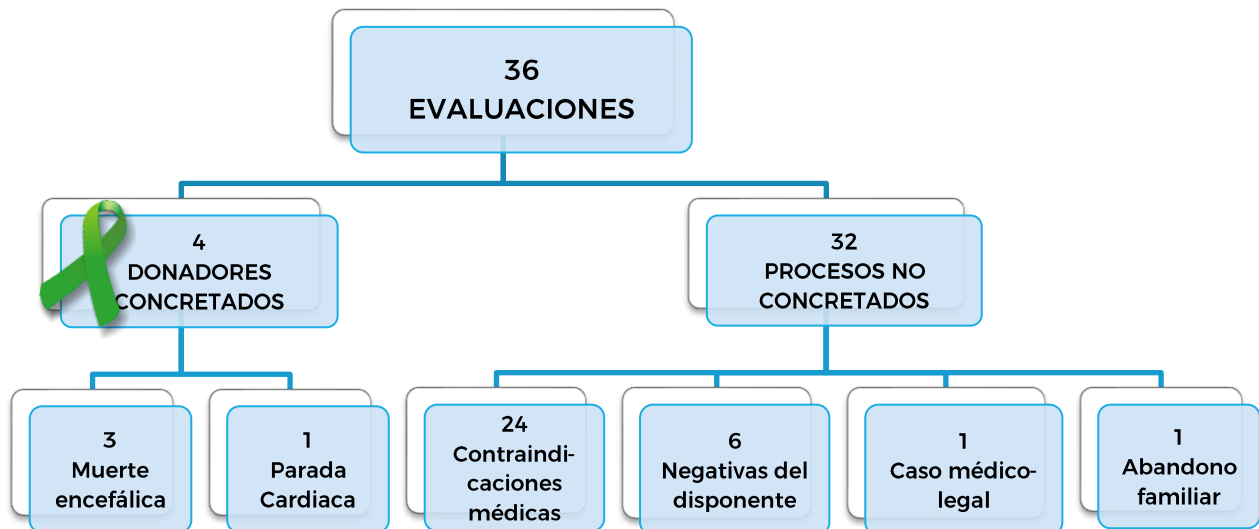 36
EVALUACIONES
4
DONADORES
CONCRETADOS
32
PROCESOS NO
CONCRETADOS
3
Muerte
encefálica
1
Parada
Cardiaca
24
Contraindi-
caciones
médicas
6
Negativas del
disponente
1
Caso médico-
legal
1
Abandono
familiar